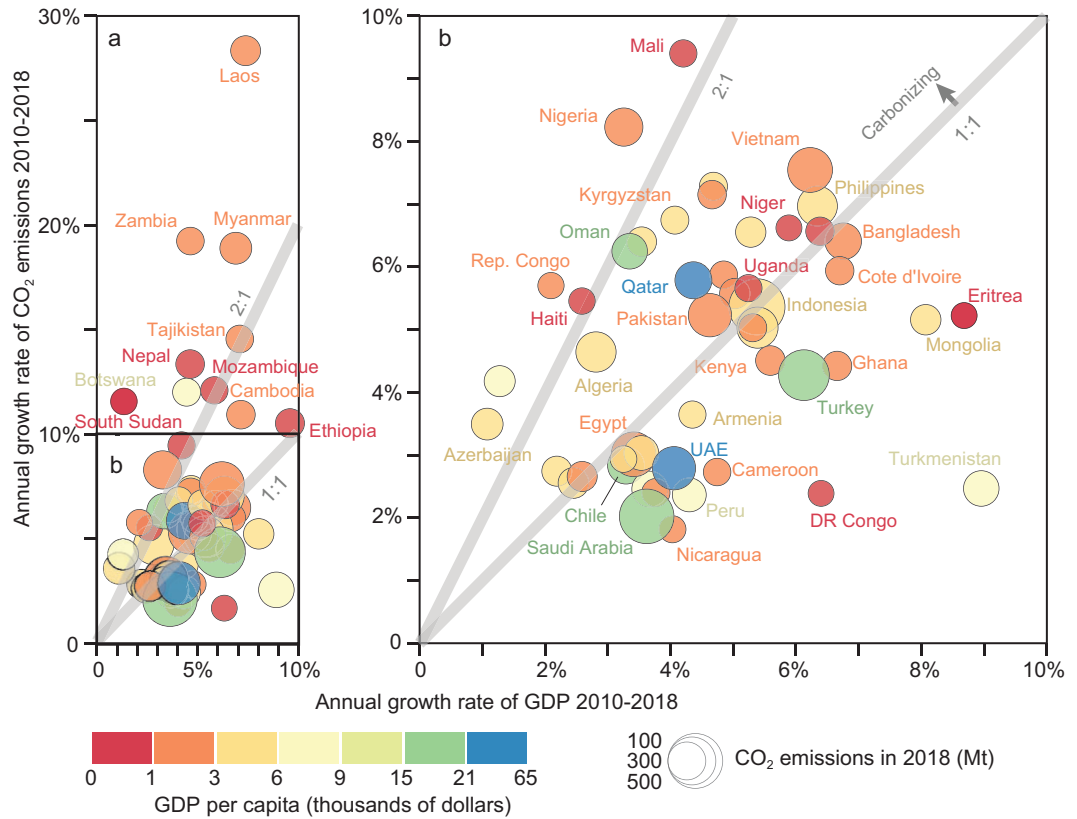 30%
20%
10%
0
Annual growth rate of CO₂ emissions 2010-2018
a
Laos
Zambia
Myanmar
2:1
Tajikistan
Nepal
Mozambique
Botswana
Cambodia
South Sudan
Ethiopia
b
1:1
0
5%
10%
10%
8%
6%
4%
2%
0
b
Mali
2:1
Carbonizing
1:1
Nigeria
Vietnam
Kyrgyzstan
Philippines
Niger
Oman
Bangladesh
Rep. Congo
Uganda
Cote d'Ivoire
Qatar
Haiti
Pakistan
Indonesia
Eritrea
Mongolia
Kenya
Ghana
Algeria
Turkey
Armenia
Egypt
Azerbaijan
UAE
Cameroon
Turkmenistan
Chile
Peru
DR Congo
Saudi Arabia
Nicaragua
0
2%
4%
6%
8%
10%
Annual growth rate of GDP 2010-2018
0 1 3 6 9 15 21 65
GDP per capita (thousands of dollars)
100
300
500
CO₂ emissions in 2018 (Mt)